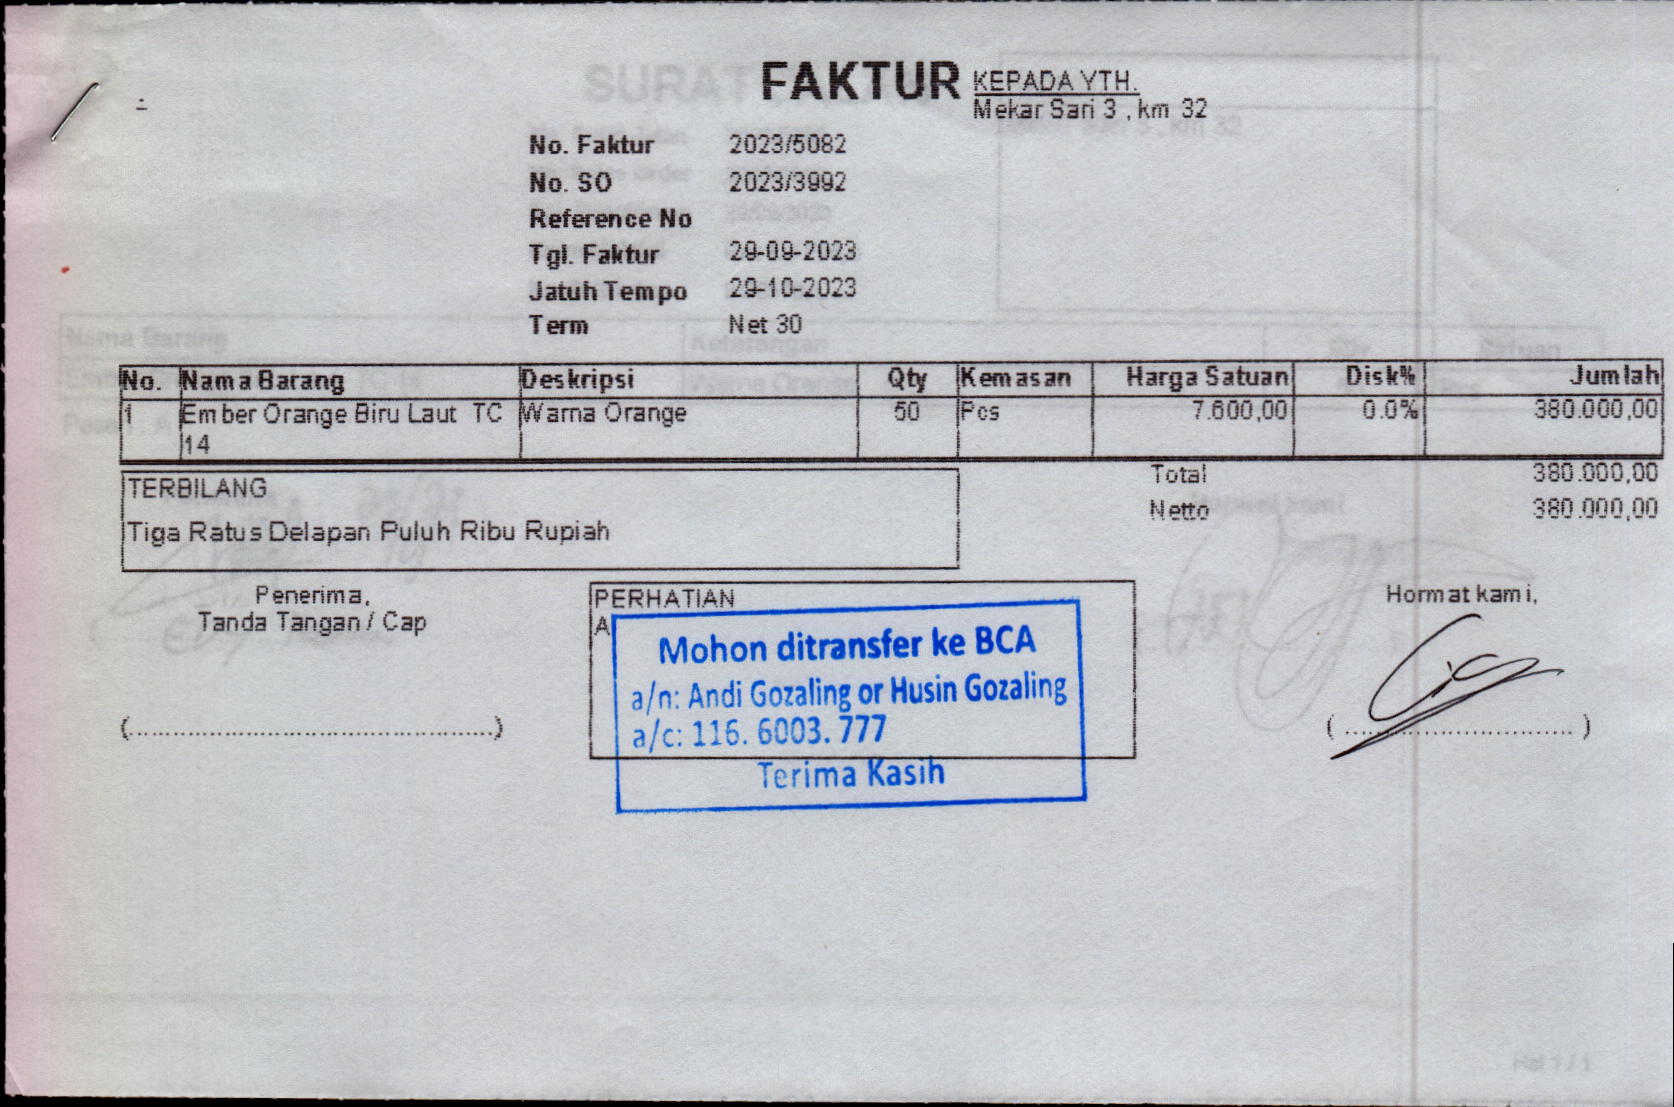 FAKTUR
KEPADA YTH.
Mekar Sari 3 , km 32
No. Faktur 2023/5082
No. SO 2023/3992
Reference No
Tgl. Faktur 29-09-2023
Jatuh Tempo 29-10-2023
Term Net 30
No. Nama Barang Deskripsi Qty Kemasan Harga Satuan Disk% Jumlah
1 Ember Orange Biru Laut TC Warna Orange 50 Pcs 7.600,00 0.0% 380.000,00
14
Total 380.000,00
Netto 380.000,00
TERBILANG
Tiga Ratus Delapan Puluh Ribu Rupiah
Penerima,
Tanda Tangan / Cap
PERHATIAN
A
Mohon ditransfer ke BCA
a/n: Andi Gozaling or Husin Gozaling
a/c: 116. 6003. 777
Terima Kasih
Hormat kami,